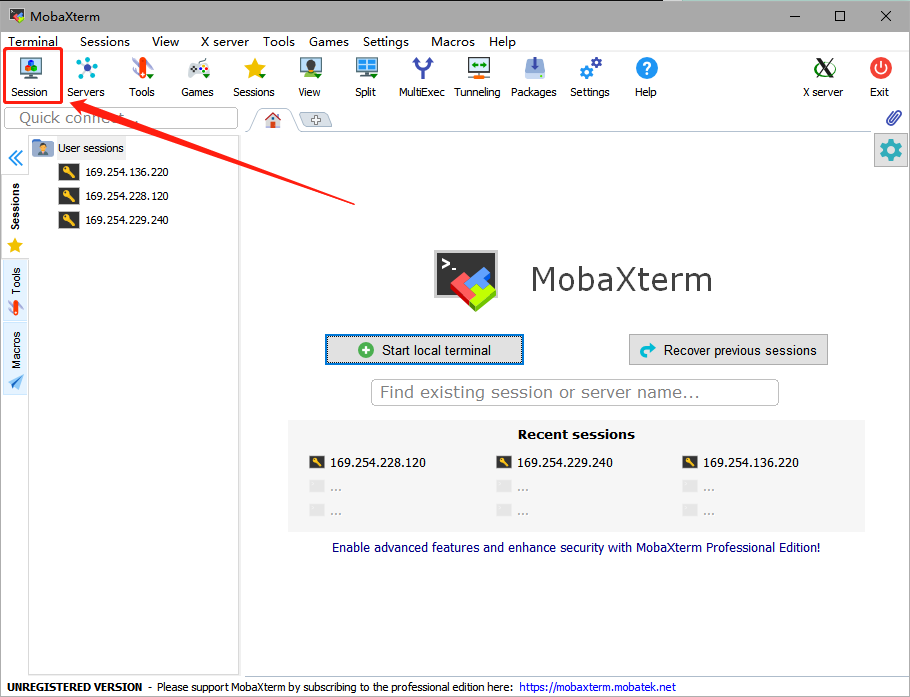 MobaXterm
Terminal Sessions View X server Tools Games Settings Macros Help
Session Servers Tools Games Sessions View Split MultiExec Tunneling Packages Settings Help X server Exit
Quick connect...
User sessions
169.254.136.220
169.254.228.120
169.254.229.240
Sessions
Tools
Macros
>_
MobaXterm
Start local terminal
Recover previous sessions
Find existing session or server name...
Recent sessions
169.254.228.120 169.254.229.240 169.254.136.220
... ... ...
... ... ...
Enable advanced features and enhance security with MobaXterm Professional Edition!
UNREGISTERED VERSION - Please support MobaXterm by subscribing to the professional edition here: https://mobaxterm.mobatek.net